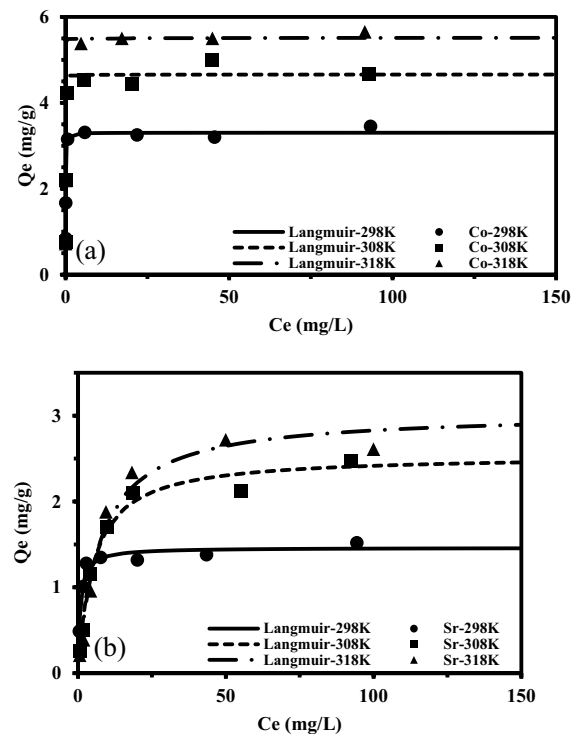 6
4
2
0
Qe (mg/g)
(a)
Langmuir-298K Co-298K
Langmuir-308K Co-308K
Langmuir-318K Co-318K
0 50 100 150
Ce (mg/L)
3
2
1
0
Qe (mg/g)
(b)
Langmuir-298K Sr-298K
Langmuir-308K Sr-308K
Langmuir-318K Sr-318K
0 50 100 150
Ce (mg/L)